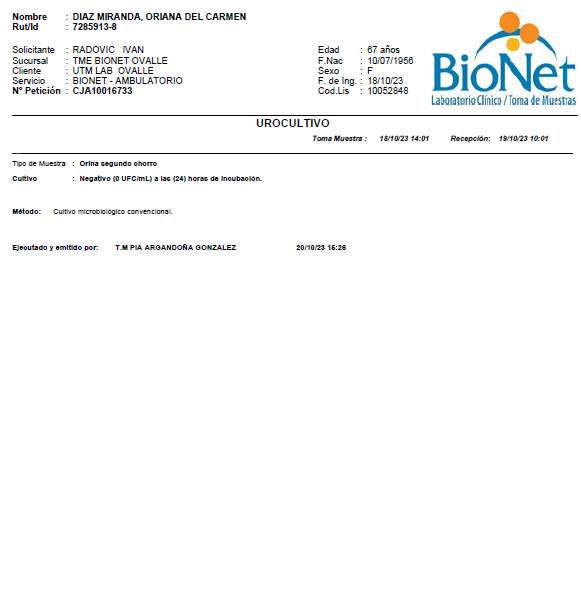 Nombre : DIAZ MIRANDA, ORIANA DEL CARMEN
Rut/Id : 7285913-8
Solicitante : RADOVIC IVAN
Sucursal : TME BIONET OVALLE
Cliente : UTM LAB OVALLE
Servicio : BIONET - AMBULATORIO
Nº Petición : CJA10016733
Edad : 67 años
F.Nac : 10/07/1956
Sexo : F
F. de Ing. : 18/10/23
Cod.Lis : 10052848
BioNet
Laboratorio Clínico / Toma de Muestras
UROCULTIVO
Toma Muestra : 18/10/23 14:01 Recepción: 19/10/23 10:01
Tipo de Muestra : Orina segundo chorro
Cultivo : Negativo (0 UFC/mL) a las (24) horas de incubación.
Método: Cultivo microbiológico convencional.
Ejecutado y emitido por: T.M PIA ARGANDOÑA GONZALEZ 20/10/23 15:26